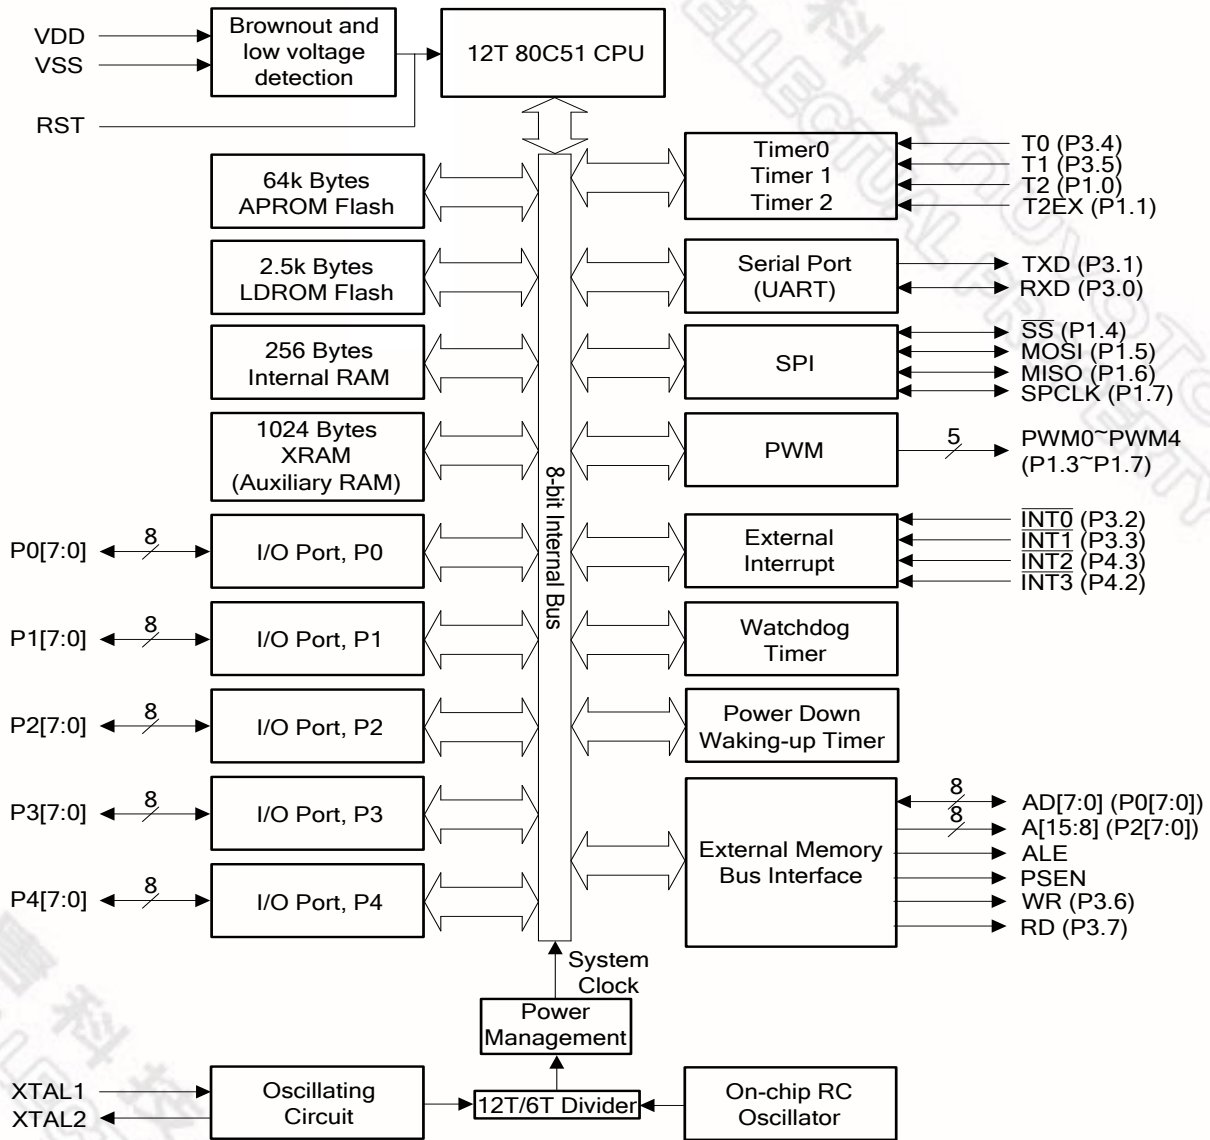 VDD
VSS
RST
Brownout and
low voltage
detection
12T 80C51 CPU
64k Bytes
APROM Flash
2.5k Bytes
LDROM Flash
256 Bytes
Internal RAM
1024 Bytes
XRAM
(Auxiliary RAM)
P0[7:0]
8
I/O Port, P0
P1[7:0]
8
I/O Port, P1
P2[7:0]
8
I/O Port, P2
P3[7:0]
8
I/O Port, P3
P4[7:0]
8
I/O Port, P4
8-bit Internal Bus
Timer0
Timer 1
Timer 2
T0 (P3.4)
T1 (P3.5)
T2 (P1.0)
T2EX (P1.1)
Serial Port
(UART)
TXD (P3.1)
RXD (P3.0)
SPI
SS (P1.4)
MOSI (P1.5)
MISO (P1.6)
SPCLK (P1.7)
PWM
5
PWM0~PWM4
(P1.3~P1.7)
External
Interrupt
INT0 (P3.2)
INT1 (P3.3)
INT2 (P4.3)
INT3 (P4.2)
Watchdog
Timer
Power Down
Waking-up Timer
External Memory
Bus Interface
8
AD[7:0] (P0[7:0])
8
A[15:8] (P2[7:0])
ALE
PSEN
WR (P3.6)
RD (P3.7)
System
Clock
Power
Management
XTAL1
XTAL2
Oscillating
Circuit
12T/6T Divider
On-chip RC
Oscillator
科技 NUVOTON
INTELLECTUAL PROPERTY
科技